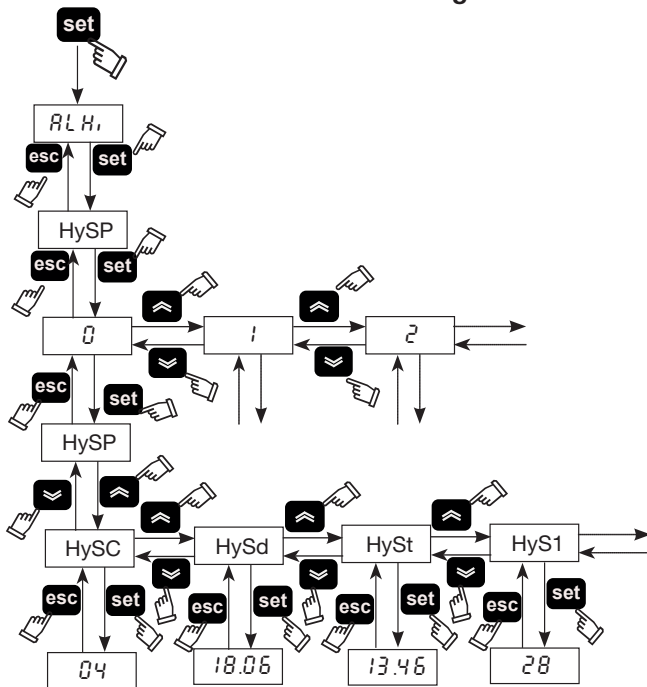 g
set
ALHi
esc set
HySP
esc set
0 1 2
esc set
HySP
HySC HySd HySt HyS1
esc set esc set esc set esc set
04 18.06 13.46 28